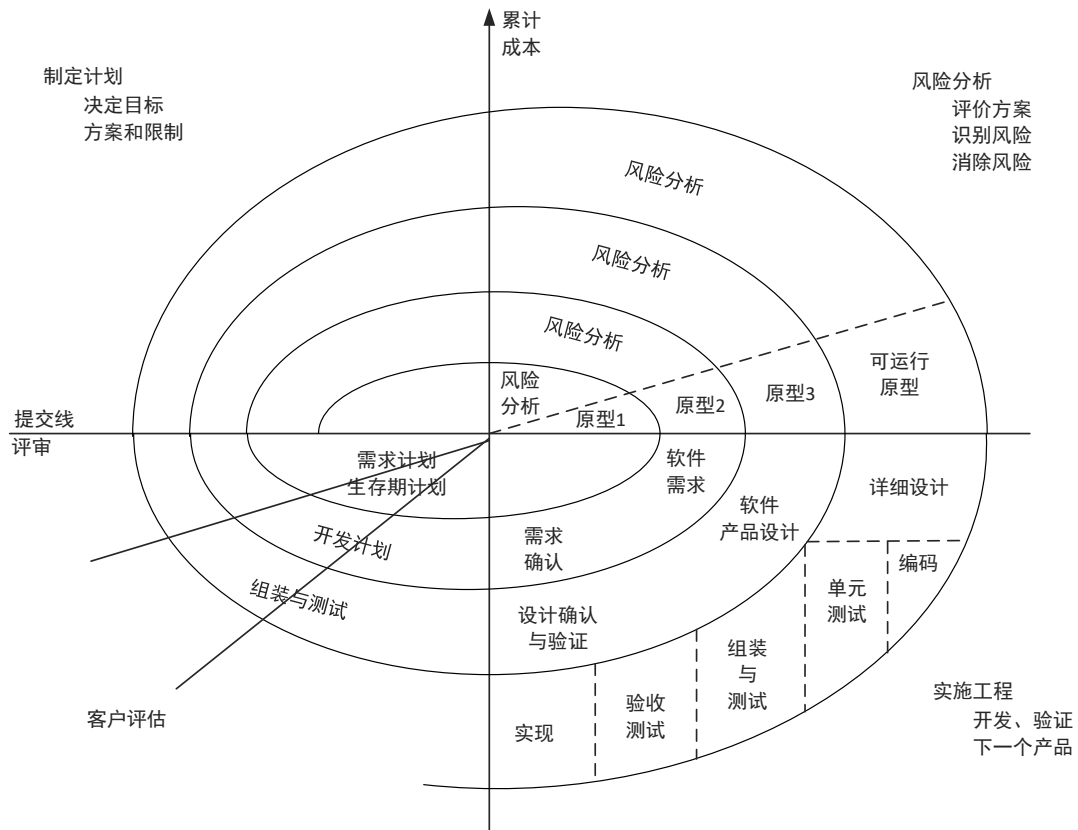 累计
成本
制定计划
决定目标
方案和限制
风险分析
评价方案
识别风险
消除风险
风险分析
风险分析
风险分析
风险
分析
原型1
原型2
原型3
可运行
原型
提交线
评审
需求计划
生存期计划
开发计划
组装与测试
客户评估
软件
需求
需求
确认
软件
产品设计
设计确认
与验证
详细设计
编码
单元
测试
组装
与
测试
验收
测试
实现
实施工程
开发、验证
下一个产品